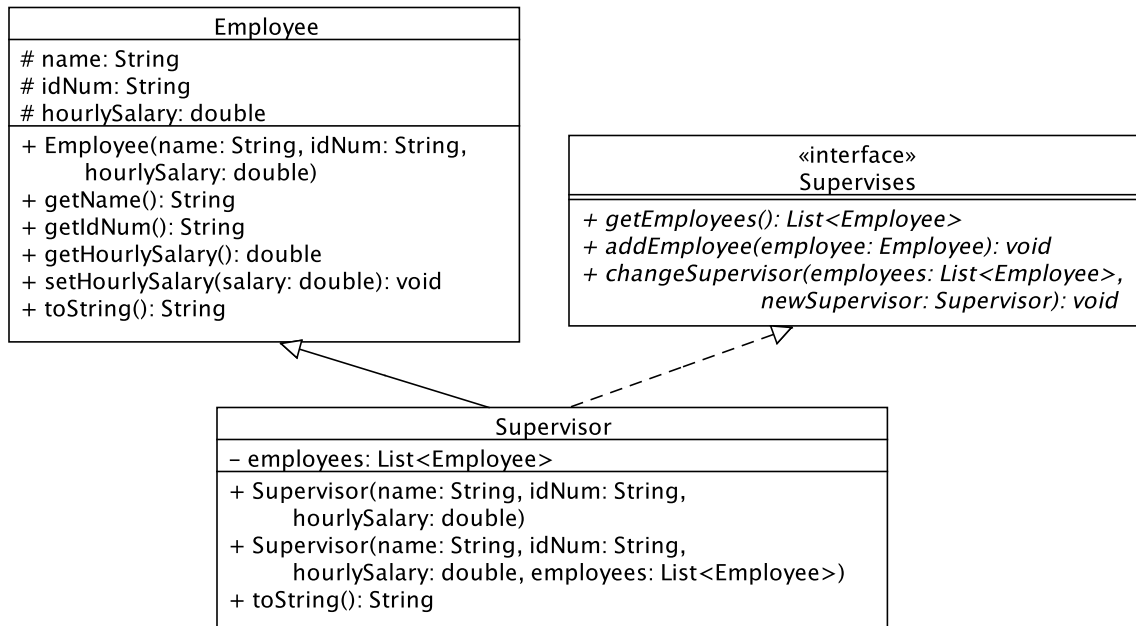 Employee
# name: String
# idNum: String
# hourlySalary: double
+ Employee(name: String, idNum: String,
hourlySalary: double)
+ getName(): String
+ getIdNum(): String
+ getHourlySalary(): double
+ setHourlySalary(salary: double): void
+ toString(): String
«interface»
Supervises
+ getEmployees(): List<Employee>
+ addEmployee(employee: Employee): void
+ changeSupervisor(employees: List<Employee>,
newSupervisor: Supervisor): void
Supervisor
– employees: List<Employee>
+ Supervisor(name: String, idNum: String,
hourlySalary: double)
+ Supervisor(name: String, idNum: String,
hourlySalary: double, employees: List<Employee>)
+ toString(): String